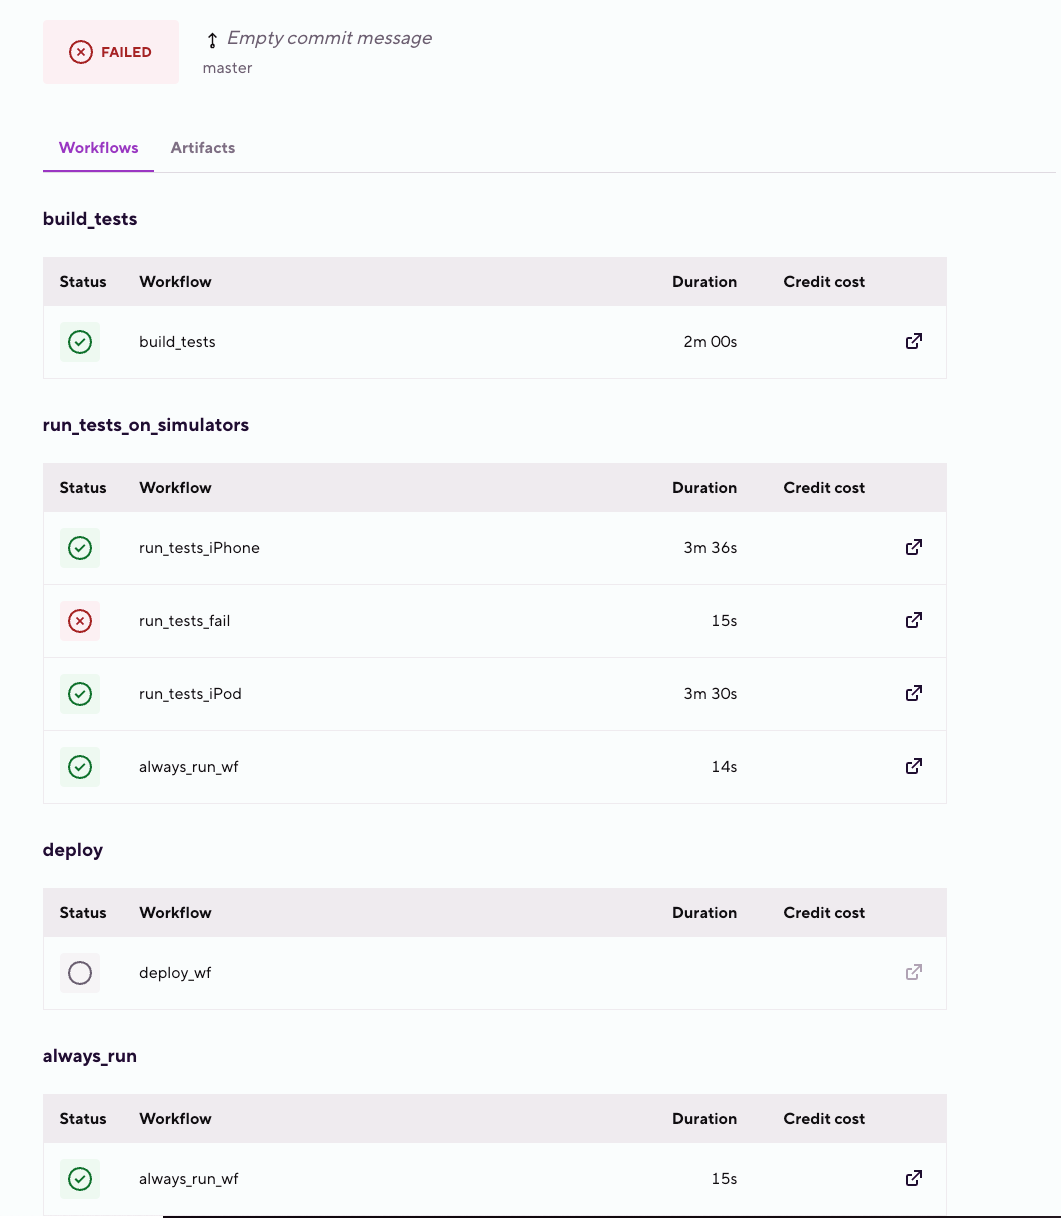 FAILED
Empty commit message
master
Workflows Artifacts
build_tests
Status Workflow Duration Credit cost
build_tests 2m 00s
run_tests_on_simulators
Status Workflow Duration Credit cost
run_tests_iPhone 3m 36s
run_tests_fail 15s
run_tests_iPod 3m 30s
always_run_wf 14s
deploy
Status Workflow Duration Credit cost
deploy_wf
always_run
Status Workflow Duration Credit cost
always_run_wf 15s